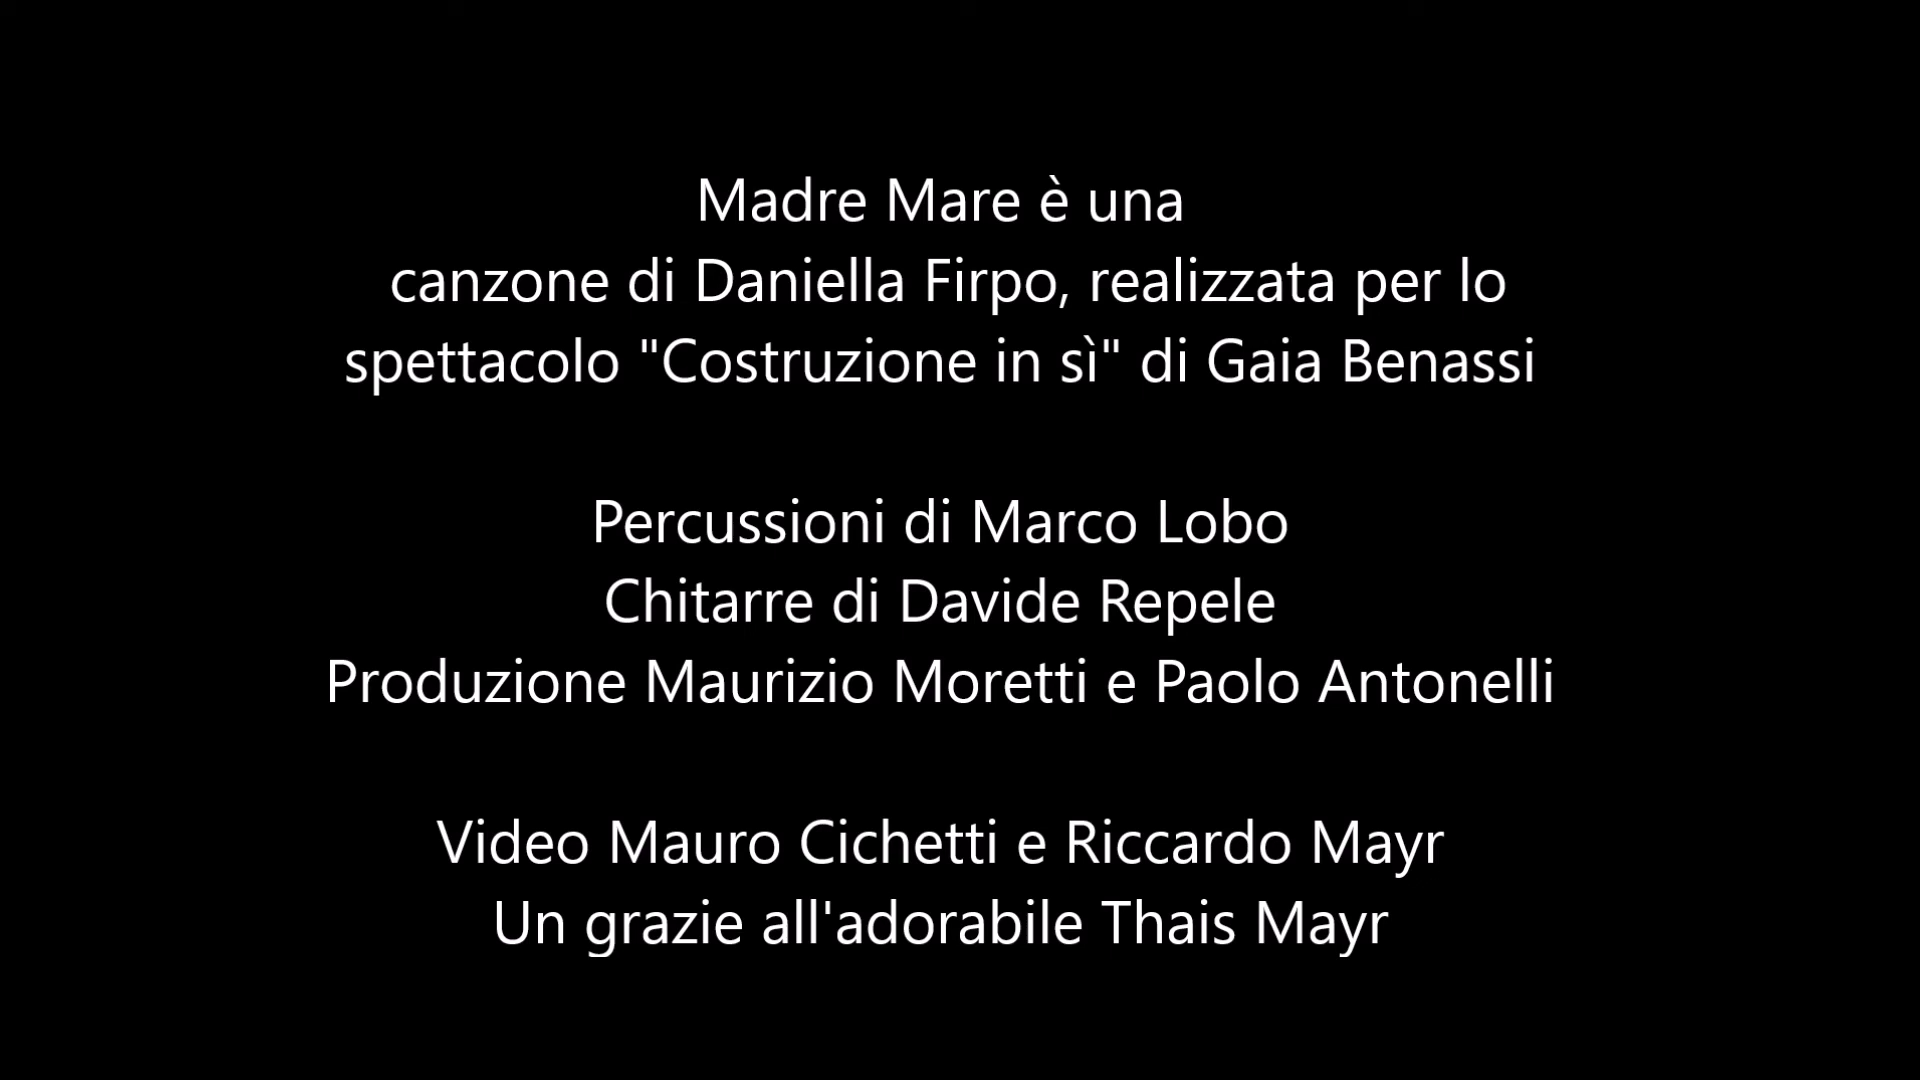 Madre Mare è una
canzone di Daniella Firpo, realizzata per lo
spettacolo "Costruzione in sì" di Gaia Benassi
Percussioni di Marco Lobo
Chitarre di Davide Repele
Produzione Maurizio Moretti e Paolo Antonelli
Video Mauro Cichetti e Riccardo Mayr
Un grazie all'adorabile Thais Mayr